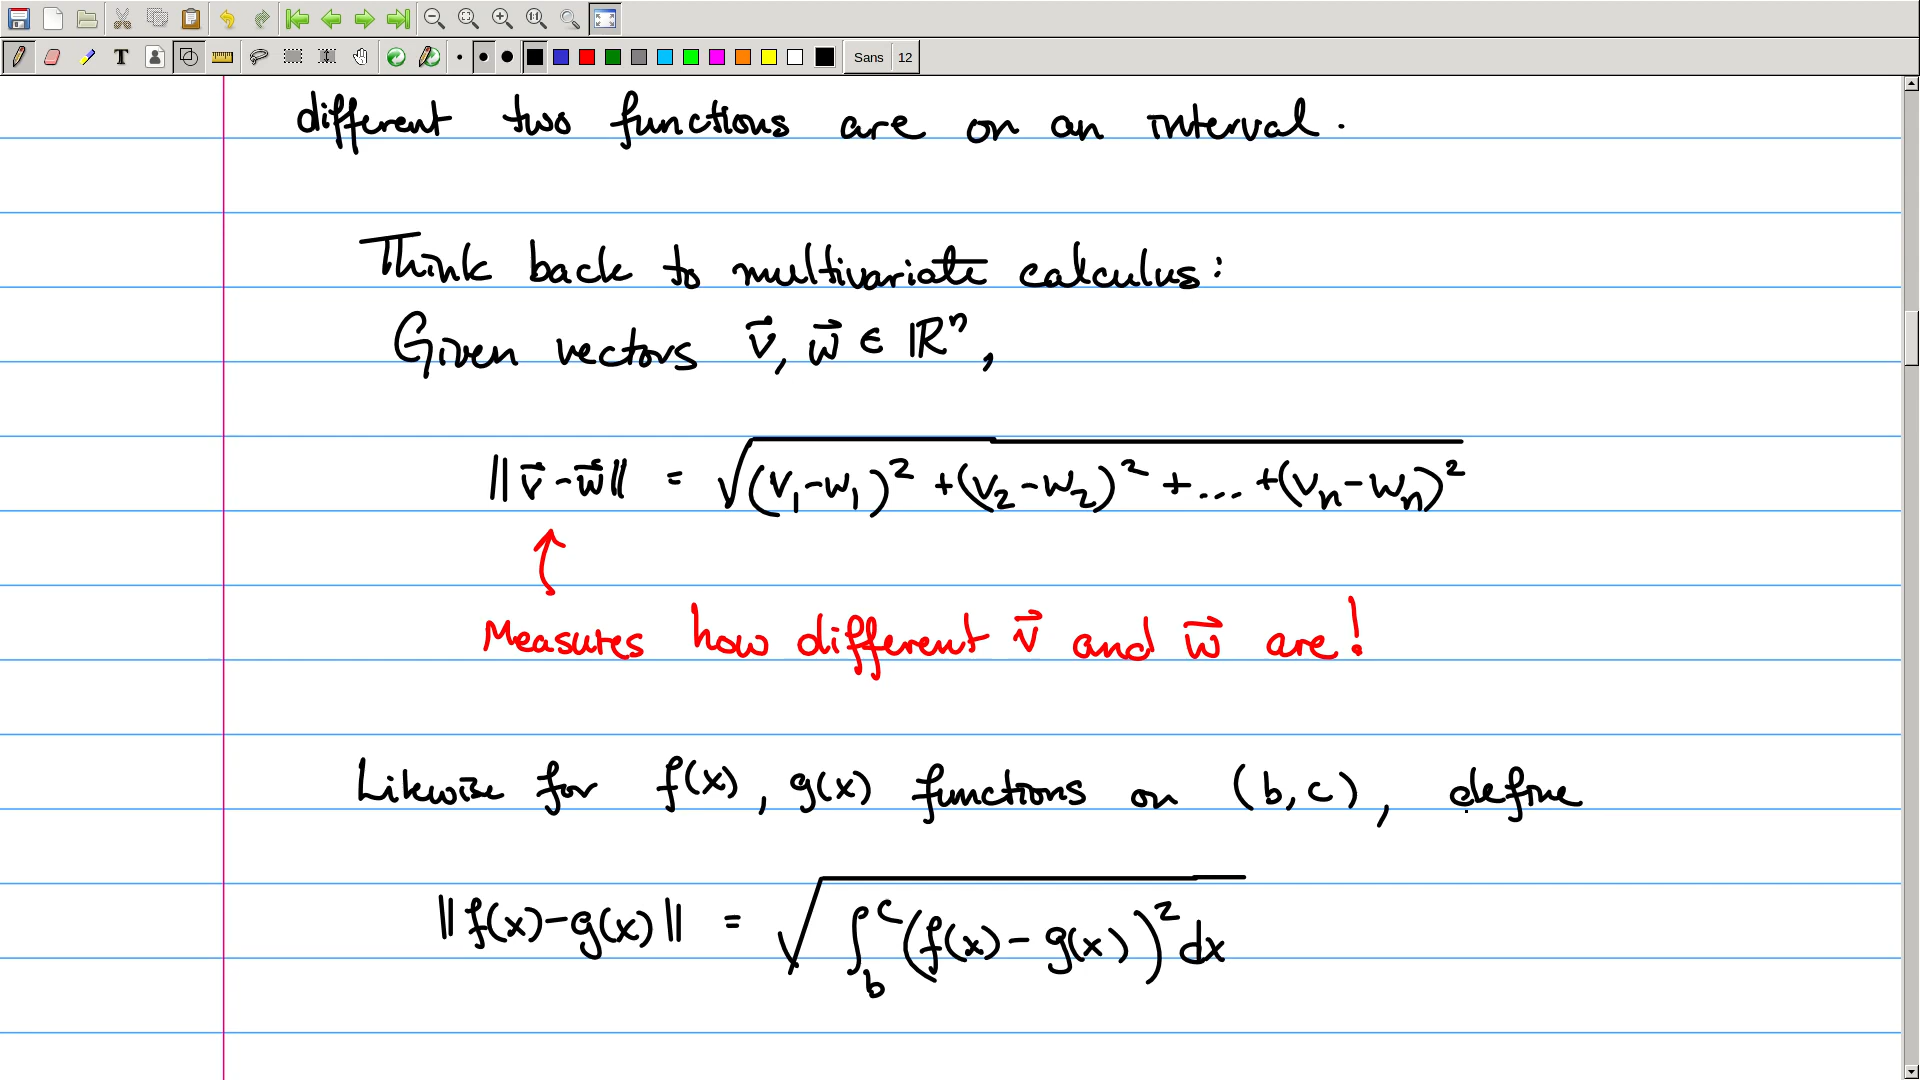 T Sans 12
different two functions are on an interval.
Think back to multivariate calculus:
Given vectors v⃗, w⃗ ∈ ℝⁿ,
||v⃗-w⃗|| = √((v₁-w₁)² + (v₂-w₂)² + ... + (vₙ-wₙ)²)
Measures how different v⃗ and w⃗ are!
Likewise for f(x), g(x) functions on (b,c), define
||f(x)-g(x)|| = √(∫_b^c (f(x)-g(x))² dx)